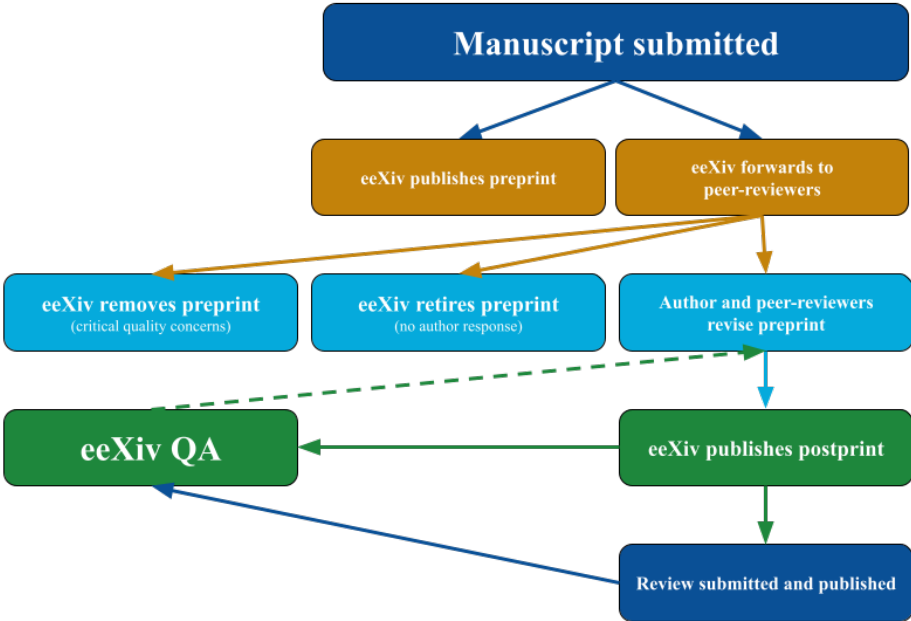 Manuscript submitted
eeXiv publishes preprint
eeXiv forwards to
peer-reviewers
eeXiv removes preprint
(critical quality concerns)
eeXiv retires preprint
(no author response)
Author and peer-reviewers
revise preprint
eeXiv QA
eeXiv publishes postprint
Review submitted and published